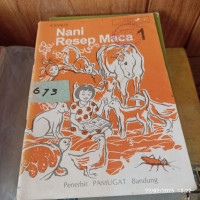 Nani
Resep Maca 1
673
Penerbit PAMUGAT Bandung